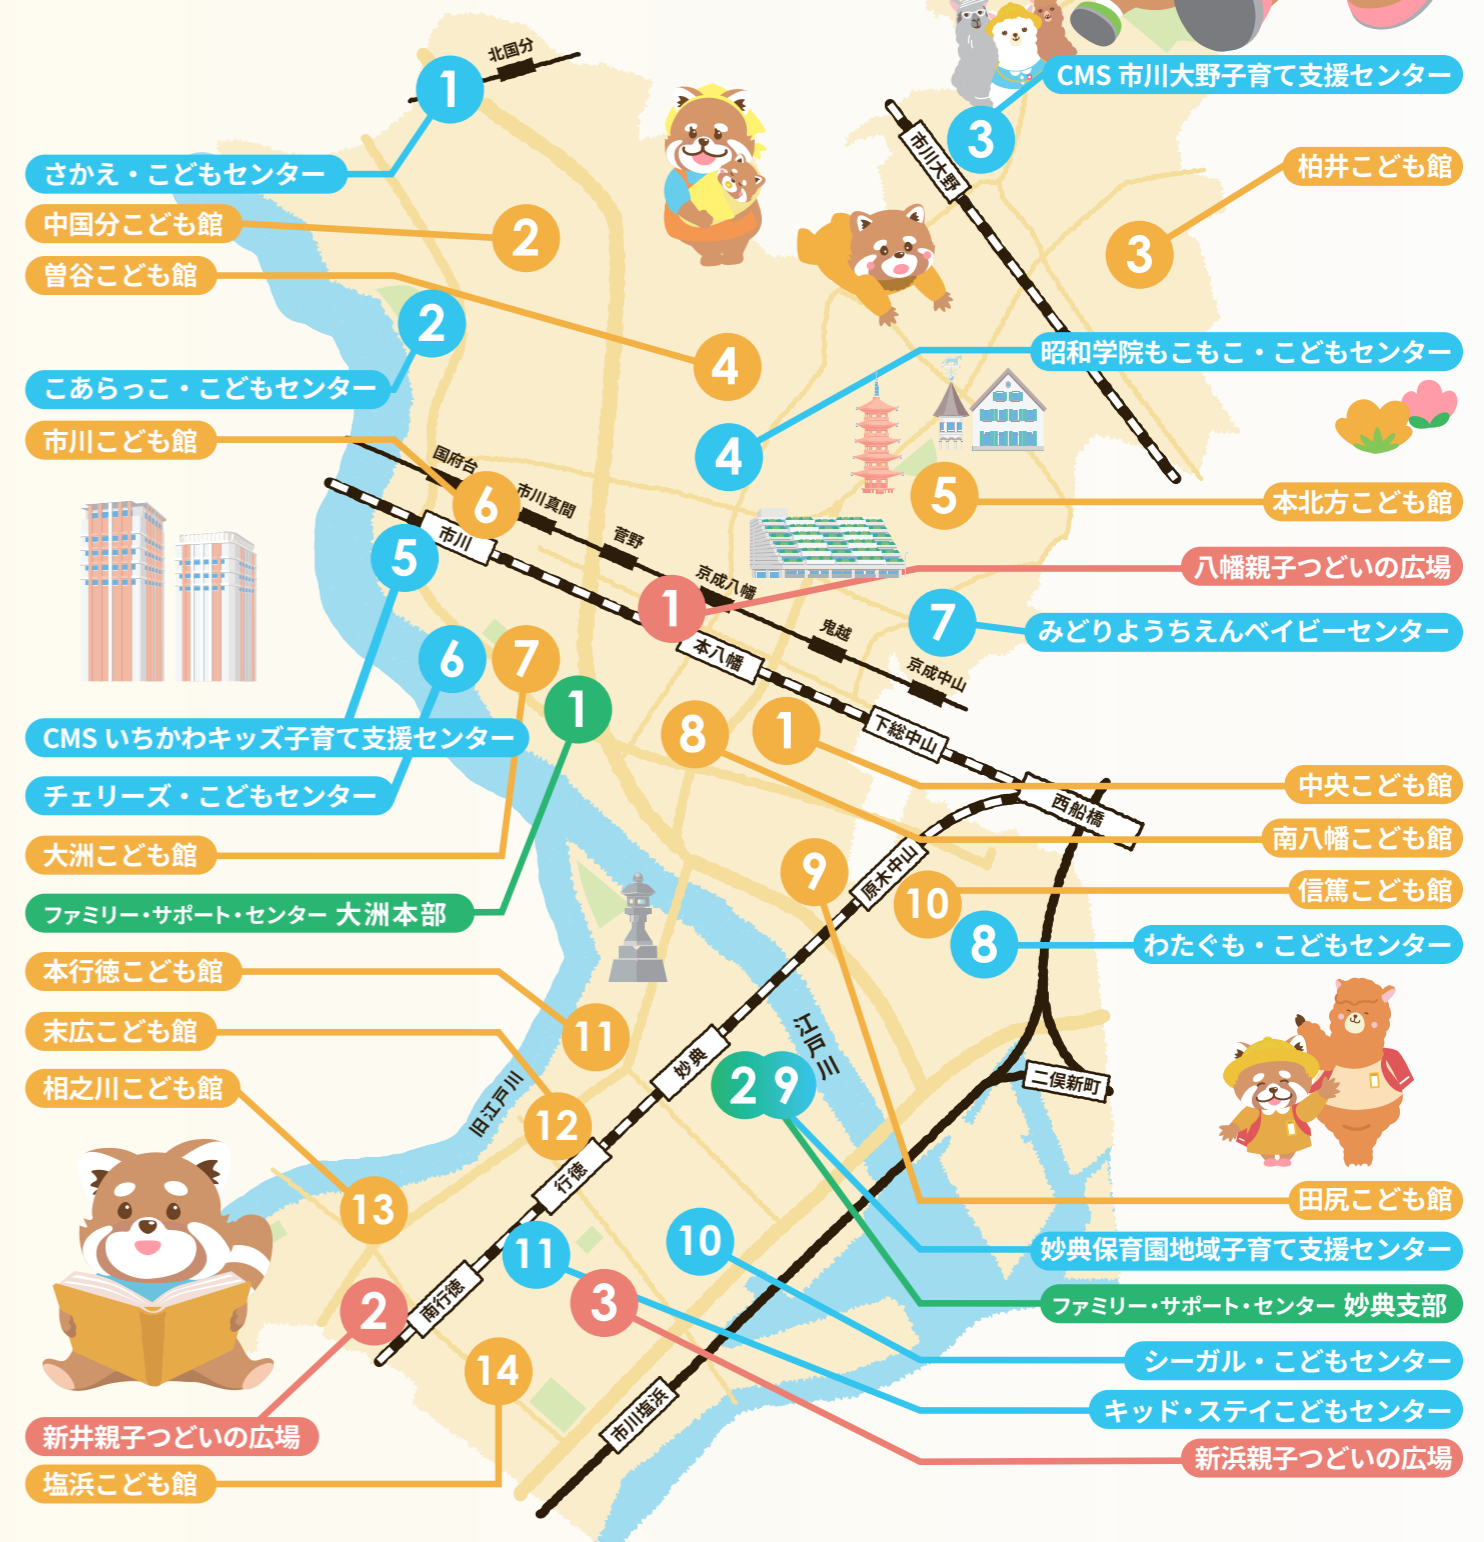 北国分
1
CMS 市川大野子育て支援センター
3
市川大野
さかえ・こどもセンター
柏井こども館
中国分こども館
2
3
曽谷こども館
2
4
昭和学院もこもこ・こどもセンター
こあらっこ・こどもセンター
市川こども館
国府台
4
6
市川真間
5
本北方こども館
市川
菅野
5
京成八幡
八幡親子つどいの広場
1
鬼越
7
みどりようちえんベイビーセンター
本八幡
京成中山
6
7
1
8
1
下総中山
CMS いちかわキッズ子育て支援センター
チェリーズ・こどもセンター
中央こども館
西船橋
大洲こども館
南八幡こども館
9
原木中山
信篤こども館
10
ファミリー・サポート・センター 大洲本部
8
わたぐも・こどもセンター
本行徳こども館
末広こども館
11
江戸川
妙典
相之川こども館
2
9
二俣新町
旧江戸川
12
行徳
13
田尻こども館
11
10
妙典保育園地域子育て支援センター
南行徳
2
3
ファミリー・サポート・センター 妙典支部
14
シーガル・こどもセンター
市川塩浜
キッド・ステイこどもセンター
新井親子つどいの広場
新浜親子つどいの広場
塩浜こども館